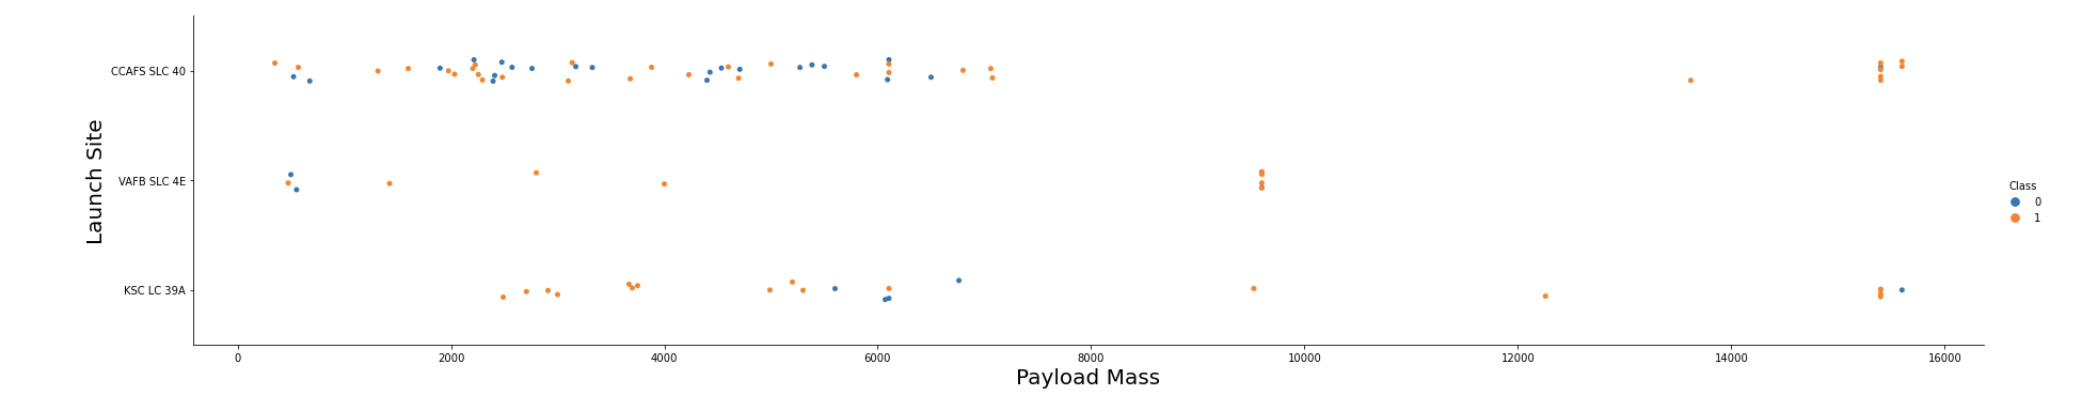 Launch Site
CCAFS SLC 40
VAFB SLC 4E
KSC LC 39A
0 2000 4000 6000 8000 10000 12000 14000 16000
Payload Mass
Class
0
1